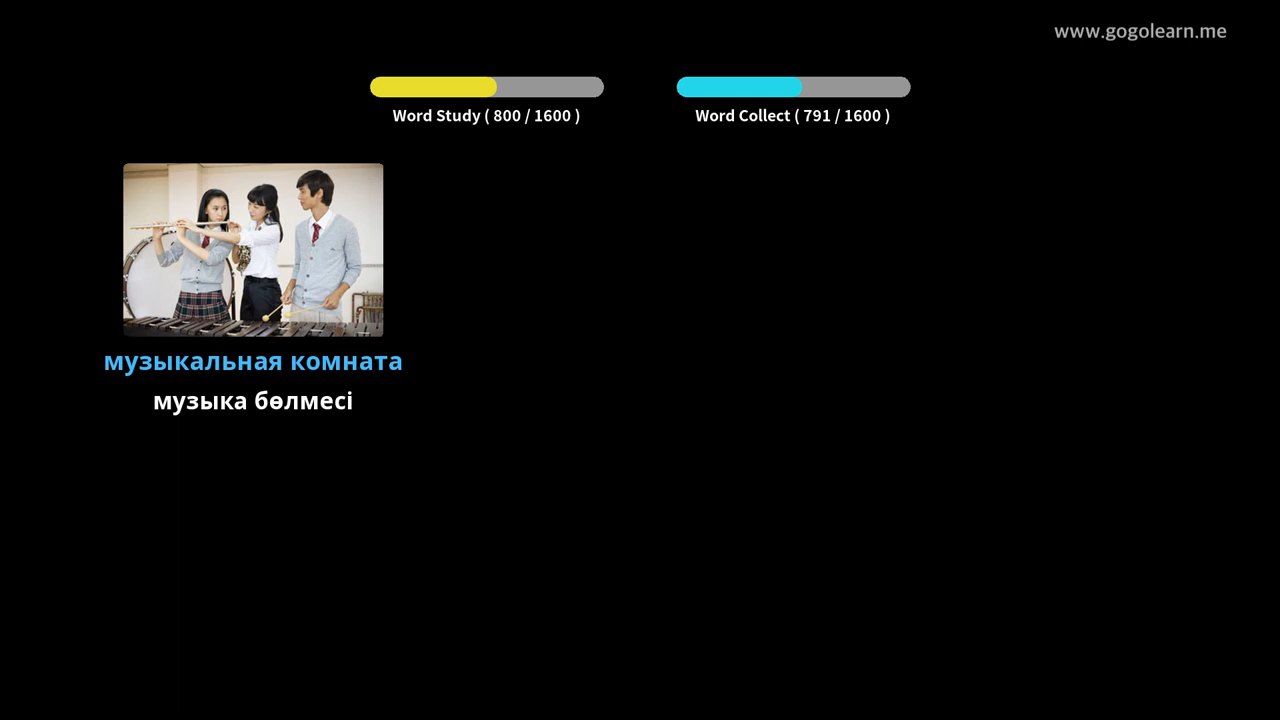 www.gogolearn.me
Word Study ( 800 / 1600 )
Word Collect ( 791 / 1600 )
музыкальная комната
музыка бөлмесі